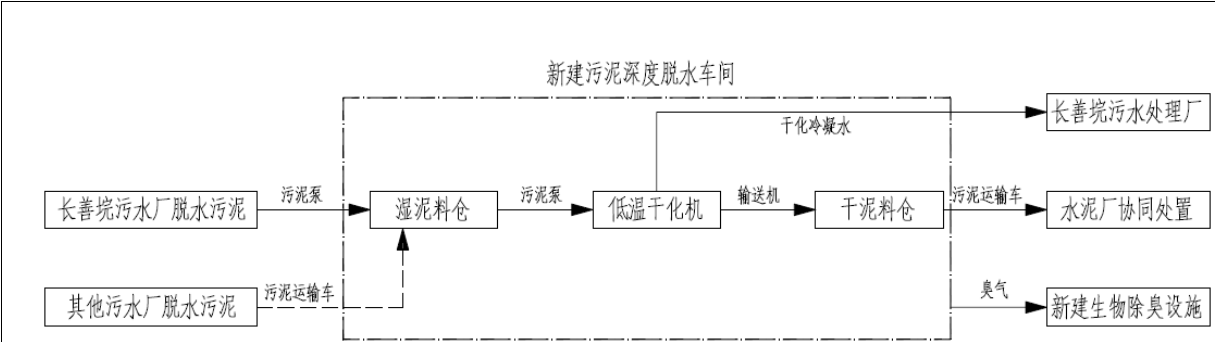 新建污泥深度脱水车间
长善垸污水处理厂
干化冷凝水
长善垸污水厂脱水污泥
污泥泵
湿泥料仓
污泥泵
低温干化机
输送机
干泥料仓
污泥运输车
水泥厂协同处置
其他污水厂脱水污泥
污泥运输车
臭气
新建生物除臭设施